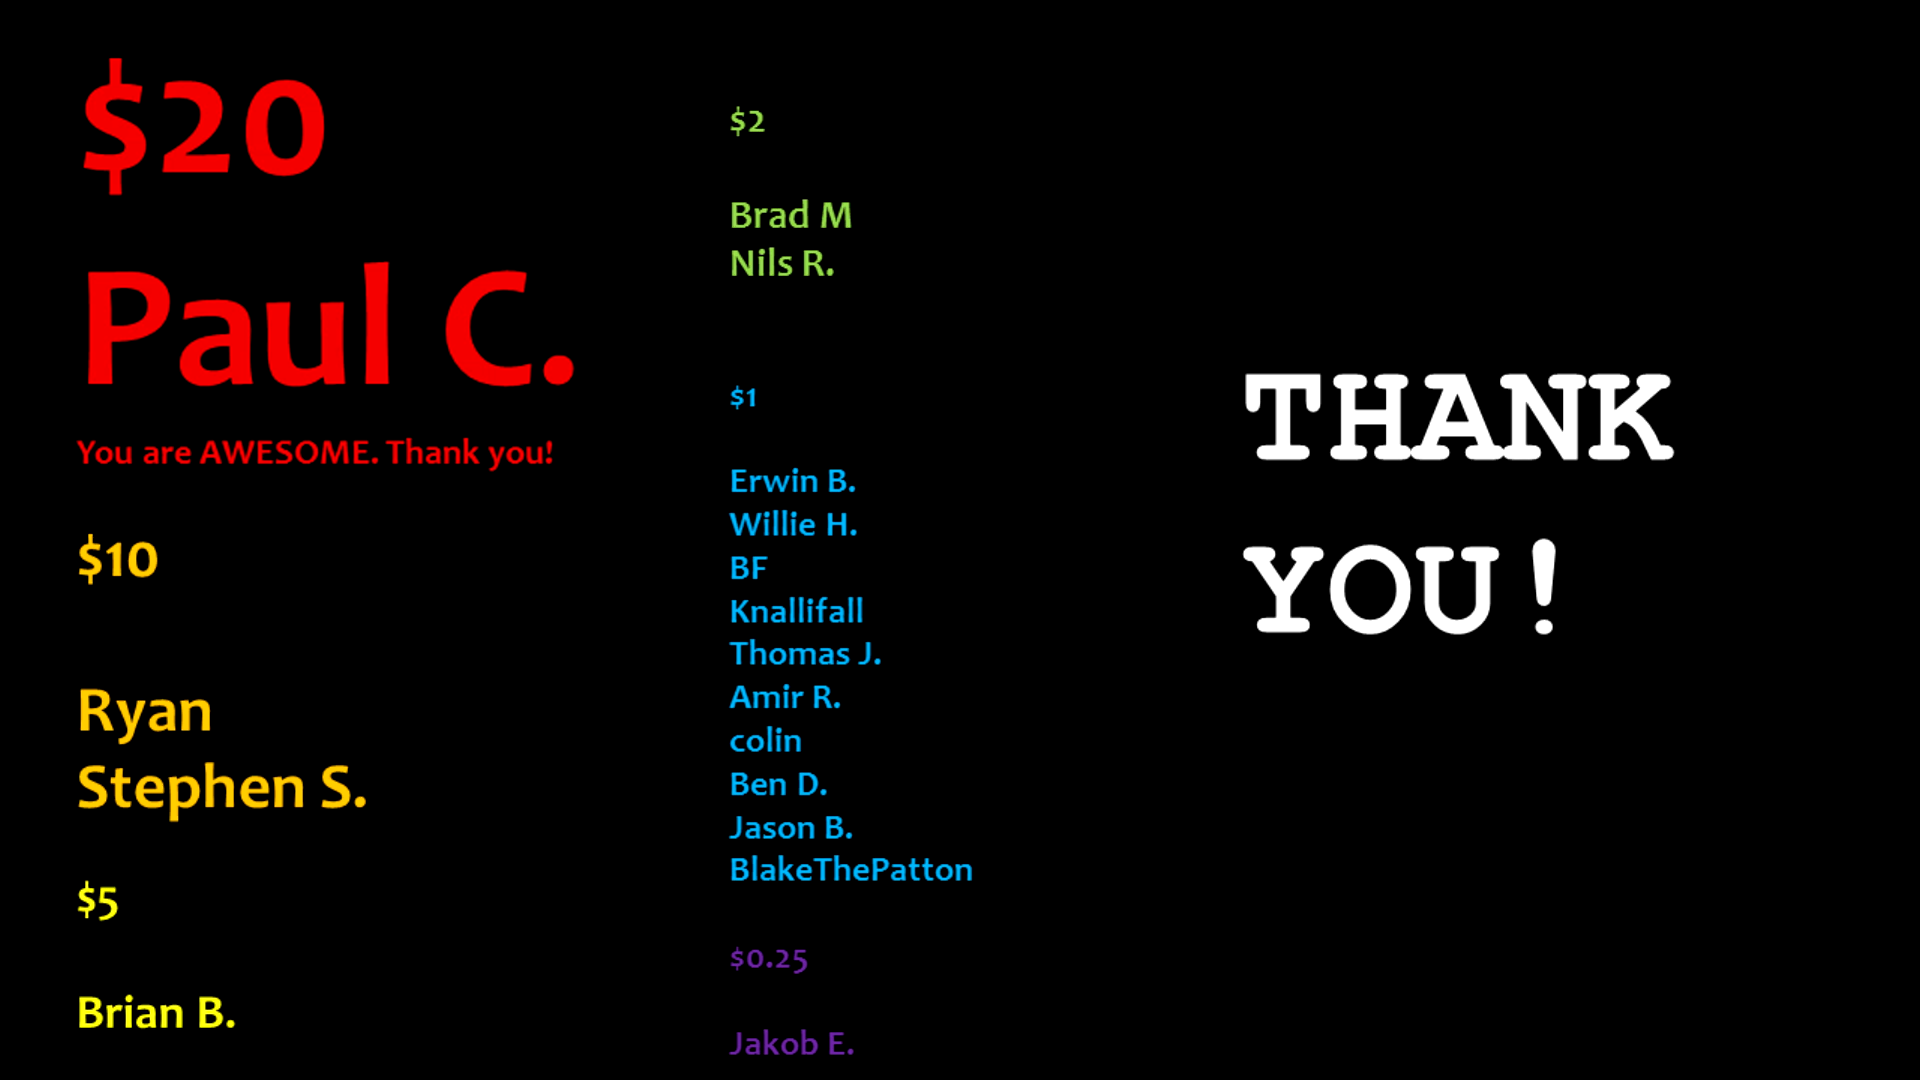 $20
Paul C.
You are AWESOME. Thank you!
$10
Ryan
Stephen S.
$5
Brian B.
$2
Brad M
Nils R.
$1
Erwin B.
Willie H.
BF
Knallifall
Thomas J.
Amir R.
colin
Ben D.
Jason B.
BlakeThePatton
$0.25
Jakob E.
THANK
YOU!